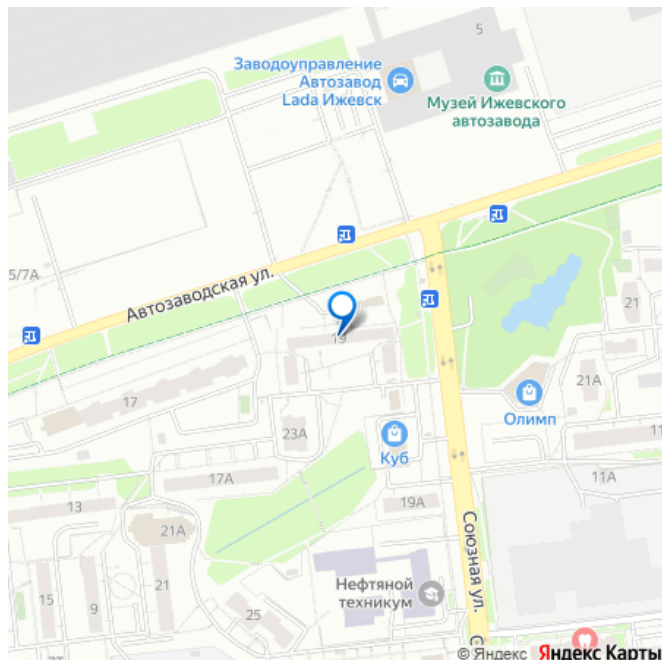 5
Заводоуправление
Автозавод
Lada Ижевск
Музей Ижевского
автозавода
5/7А
Автозаводская ул.
21
19
17
21А
Олимп
23А
Куб
11
11А
17А
19А
13
21А
Союзная ул.
Нефтяной
техникум
15
9
21
25
© Яндекс Яндекс Карты